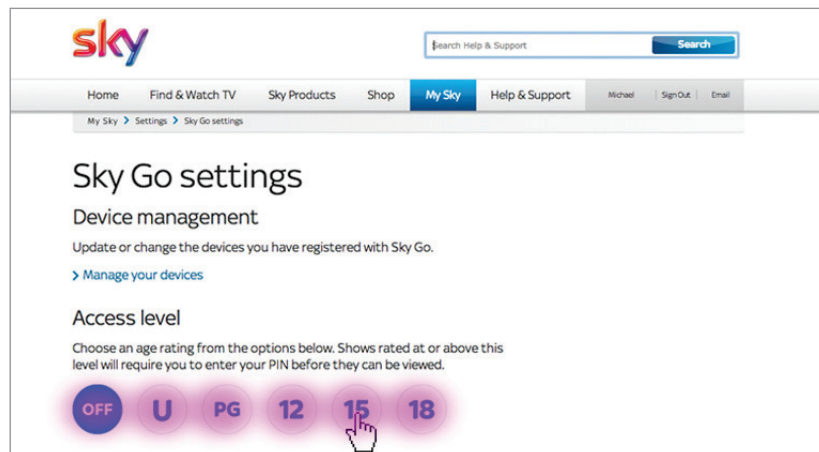 sky
Search Help & Support
Search
Home Find & Watch TV Sky Products Shop My Sky Help & Support Michael Sign Out Email
My Sky > Settings > Sky Go settings
Sky Go settings
Device management
Update or change the devices you have registered with Sky Go.
> Manage your devices
Access level
Choose an age rating from the options below. Shows rated at or above this
level will require you to enter your PIN before they can be viewed.
OFF U PG 12 15 18